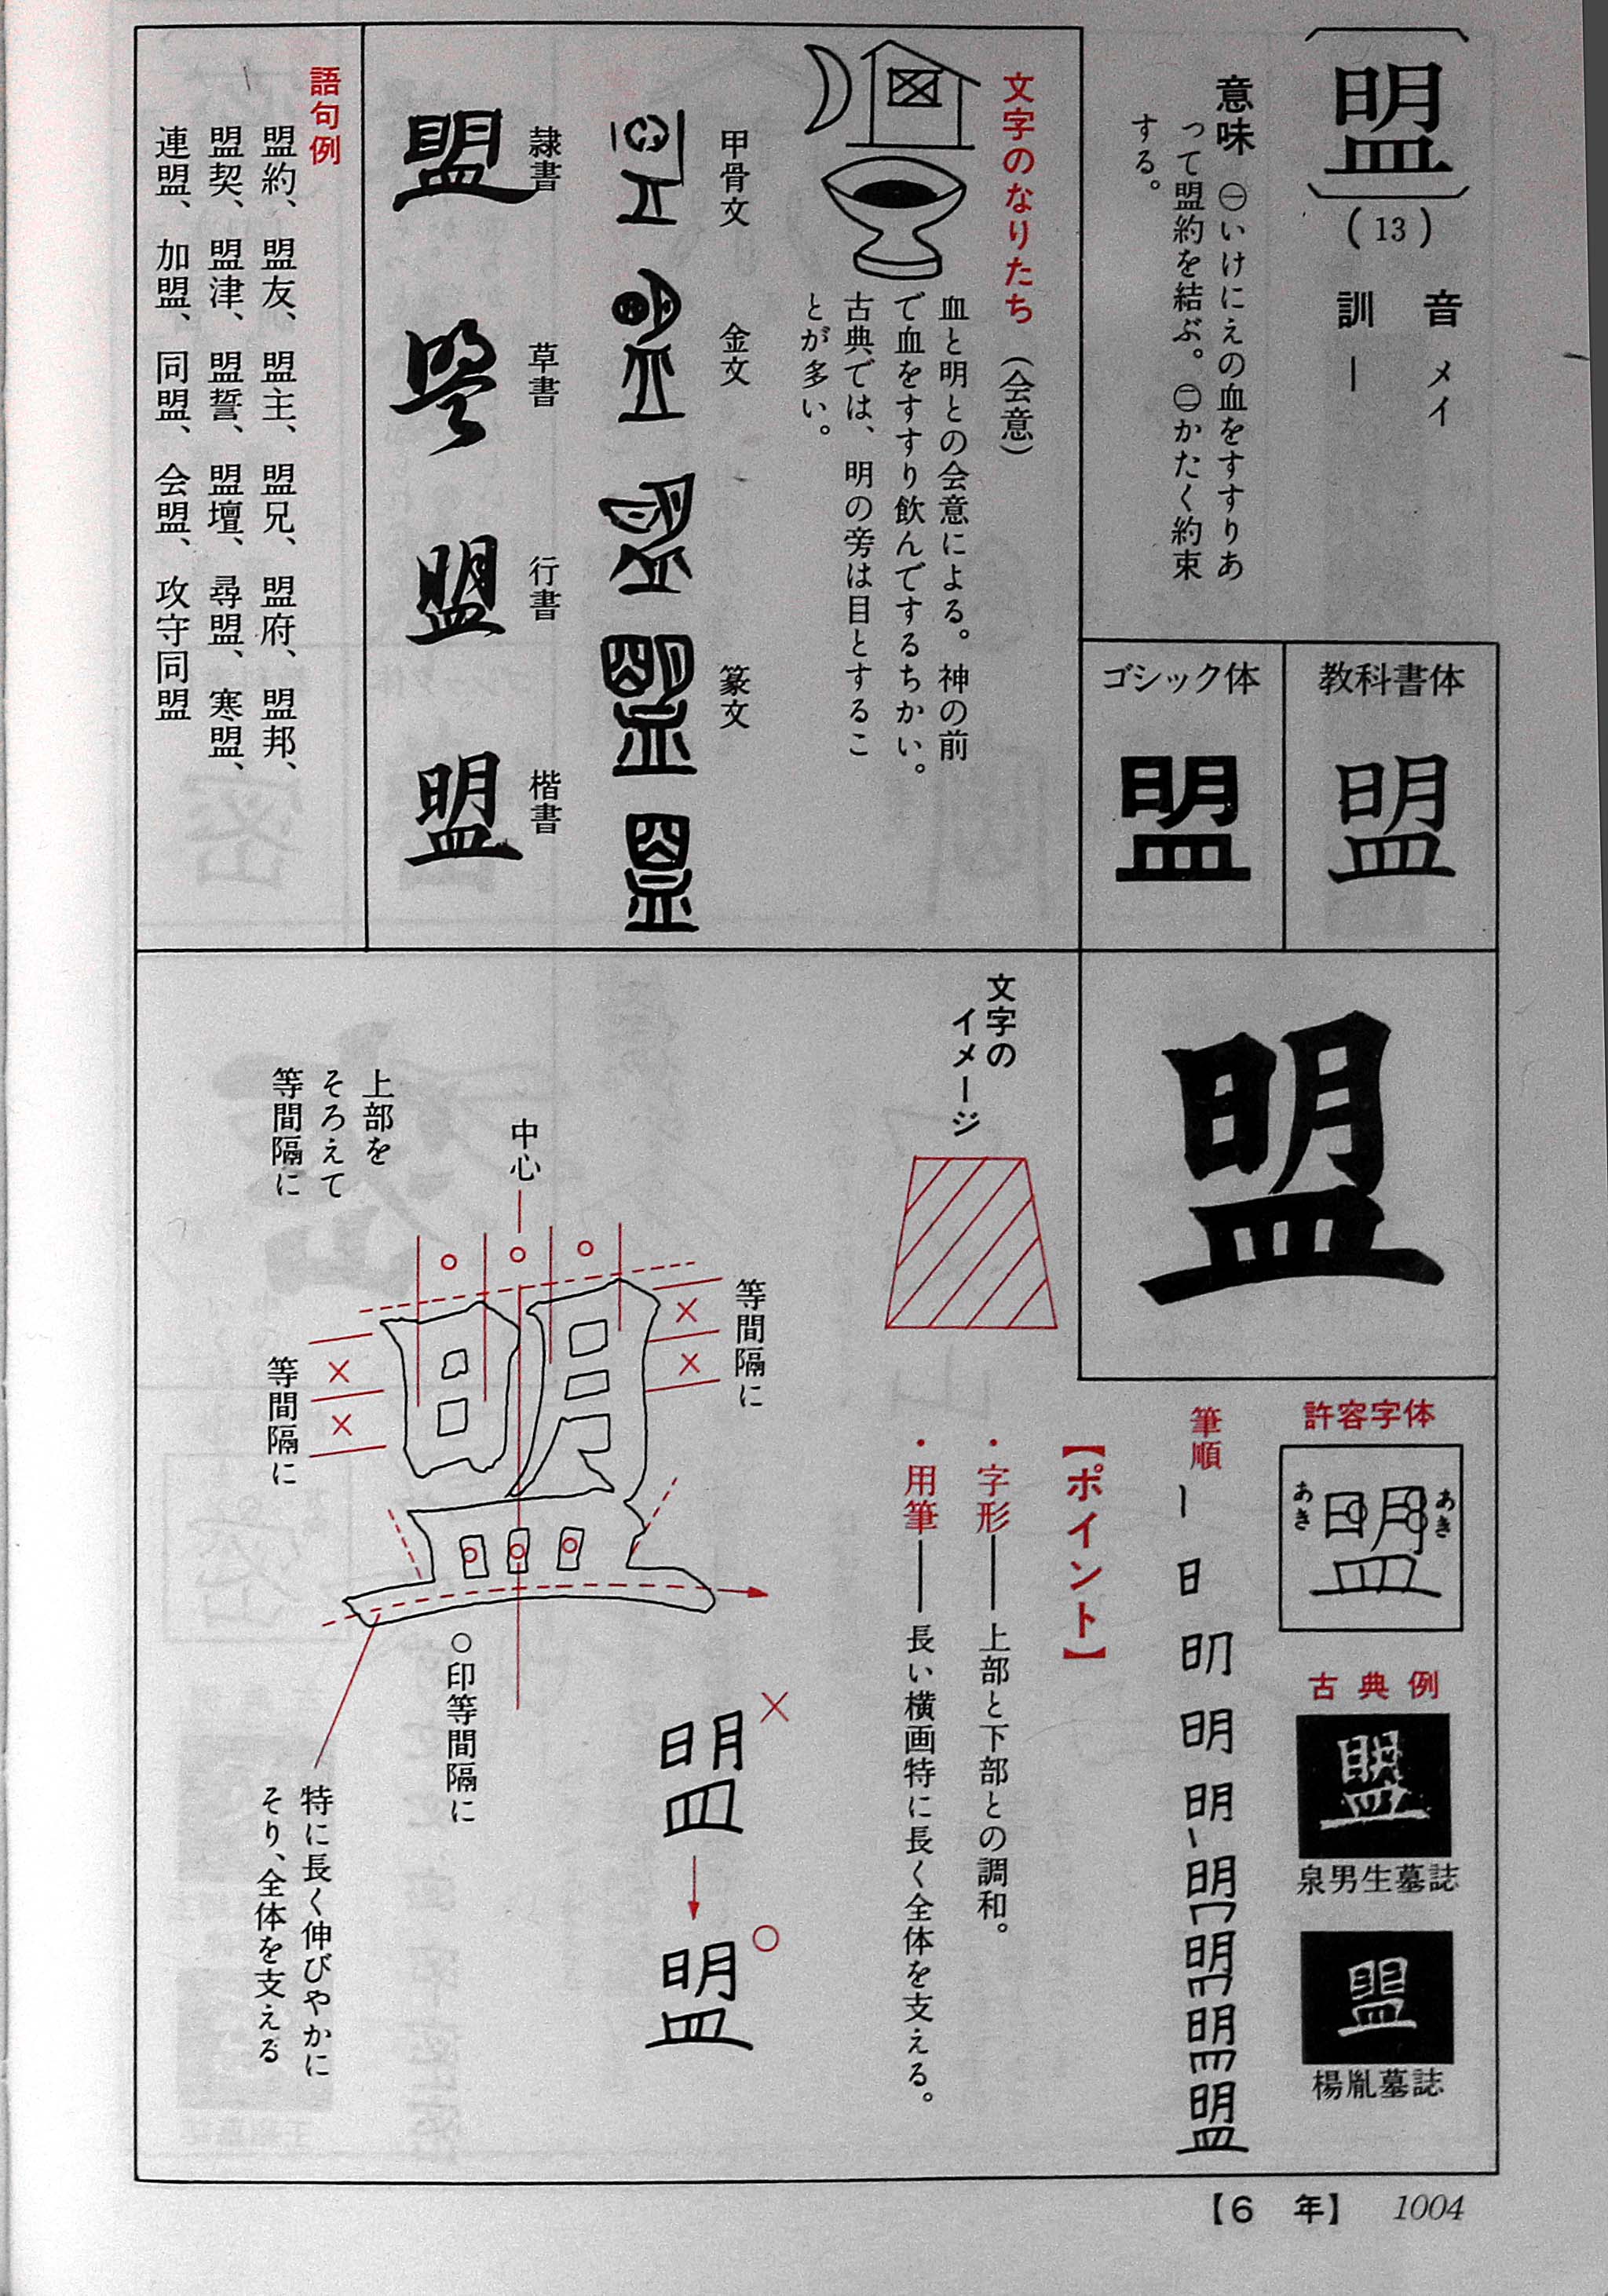 盟
(13)
音 メイ
訓 ー
意味 ㊀いけにえの血をすすりあ
って盟約を結ぶ。㊁かたく約束
する。
教科書体
盟
ゴシック体
盟
文字のなりたち（会意）
血と明との会意による。神の前
で血をすすり飲んでするちかい。
古典では、明の旁は目とするこ
とが多い。
甲骨文
金文
篆文
隷書
盟
草書
盟
行書
盟
楷書
盟
語句例
盟約、盟友、盟主、盟兄、盟府、盟邦、
盟契、盟津、盟誓、盟壇、尋盟、寒盟、
連盟、加盟、同盟、会盟、攻守同盟
盟
許容字体
あき
盟
あき
古典例
泉男生墓誌
楊胤墓誌
筆順
【ポイント】
・字形――上部と下部との調和。
・用筆――長い横画特に長く全体を支える。
文字の
イメージ
等間隔に
中心
上部を
そろえて
等間隔に
等間隔に
○印等間隔に
特に長く伸びやかに
そり、全体を支える
×
盟
○
盟
【6 年】 1004